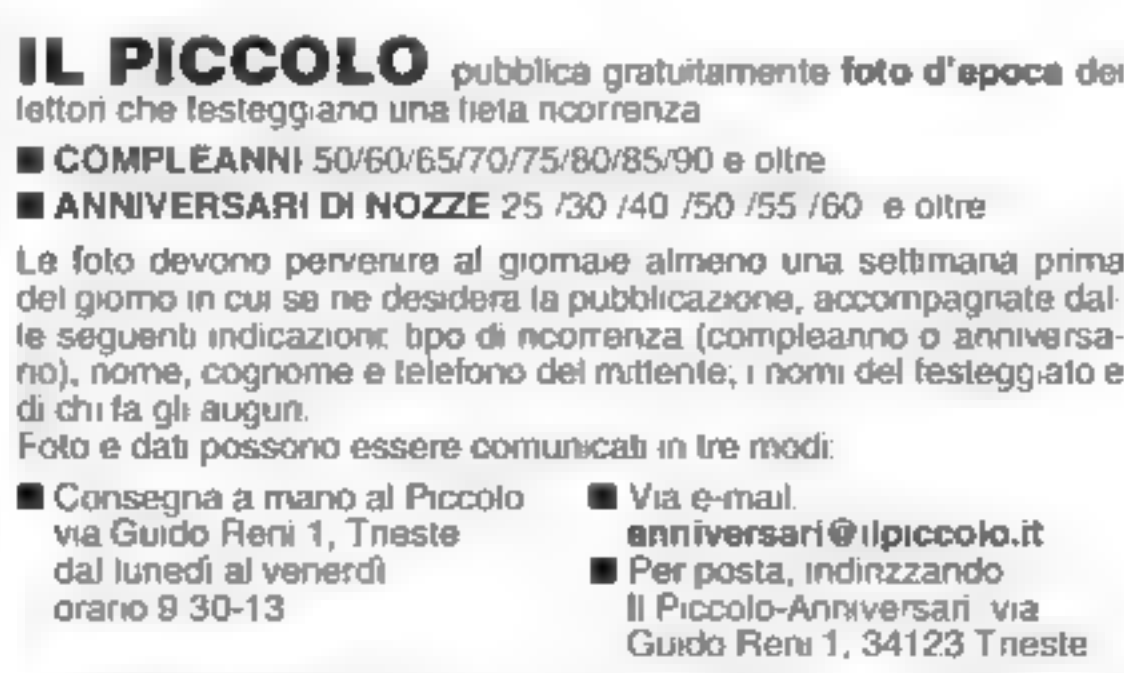 IL PICCOLO pubblica gratuitamente foto d'epoca dei
lettori che festeggiano una lieta ricorrenza
■ COMPLEANNI 50/60/65/70/75/80/85/90 e oltre
■ ANNIVERSARI DI NOZZE 25 /30 /40 /50 /55 /60 e oltre
Le foto devono pervenire al giornale almeno una settimana prima
del giorno in cui se ne desidera la pubblicazione, accompagnate dal-
le seguenti indicazioni: tipo di ricorrenza (compleanno o anniversa-
rio), nome, cognome e telefono del mittente; i nomi del festeggiato e
di chi fa gli auguri.
Foto e dati possono essere comunicati in tre modi:
■ Consegna a mano al Piccolo
via Guido Reni 1, Trieste
dal lunedì al venerdì
orario 9.30-13
■ Via e-mail:
anniversari@ilpiccolo.it
■ Per posta, indirizzando
Il Piccolo-Anniversari via
Guido Reni 1, 34123 Trieste